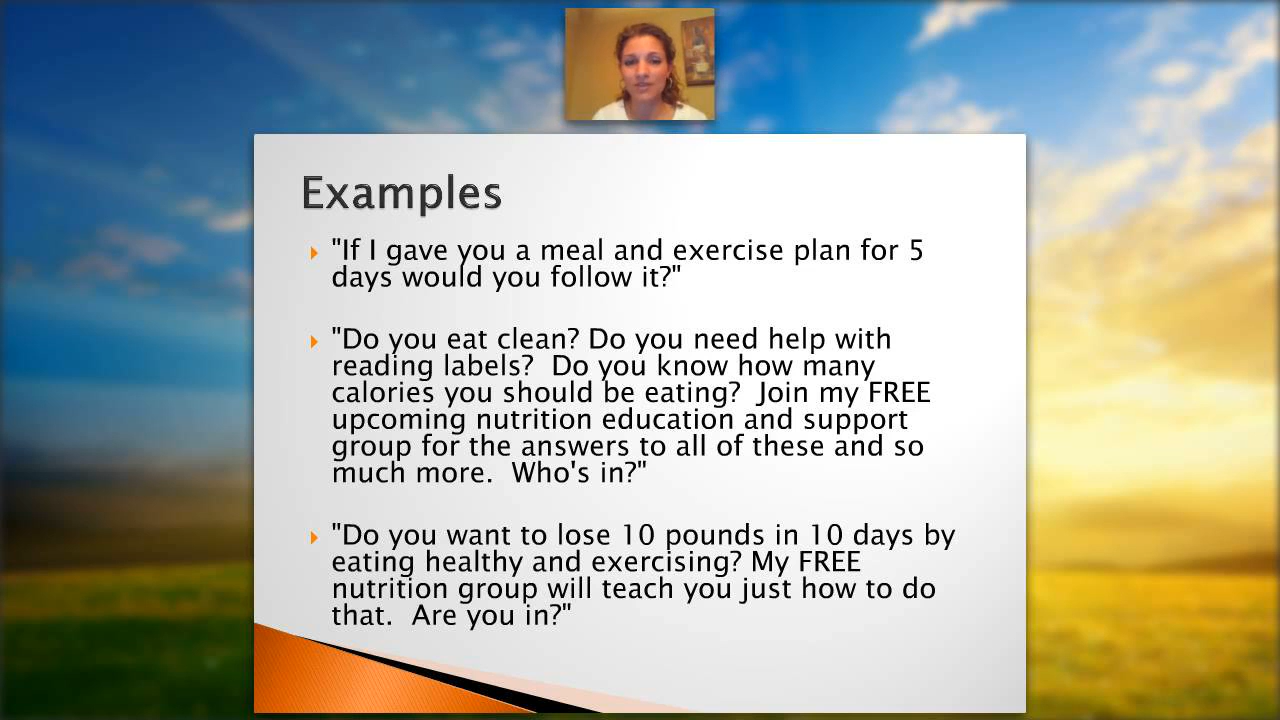 Examples
"If I gave you a meal and exercise plan for 5
days would you follow it?"
"Do you eat clean? Do you need help with
reading labels?  Do you know how many
calories you should be eating?  Join my FREE
upcoming nutrition education and support
group for the answers to all of these and so
much more.  Who's in?"
"Do you want to lose 10 pounds in 10 days by
eating healthy and exercising? My FREE
nutrition group will teach you just how to do
that.  Are you in?"